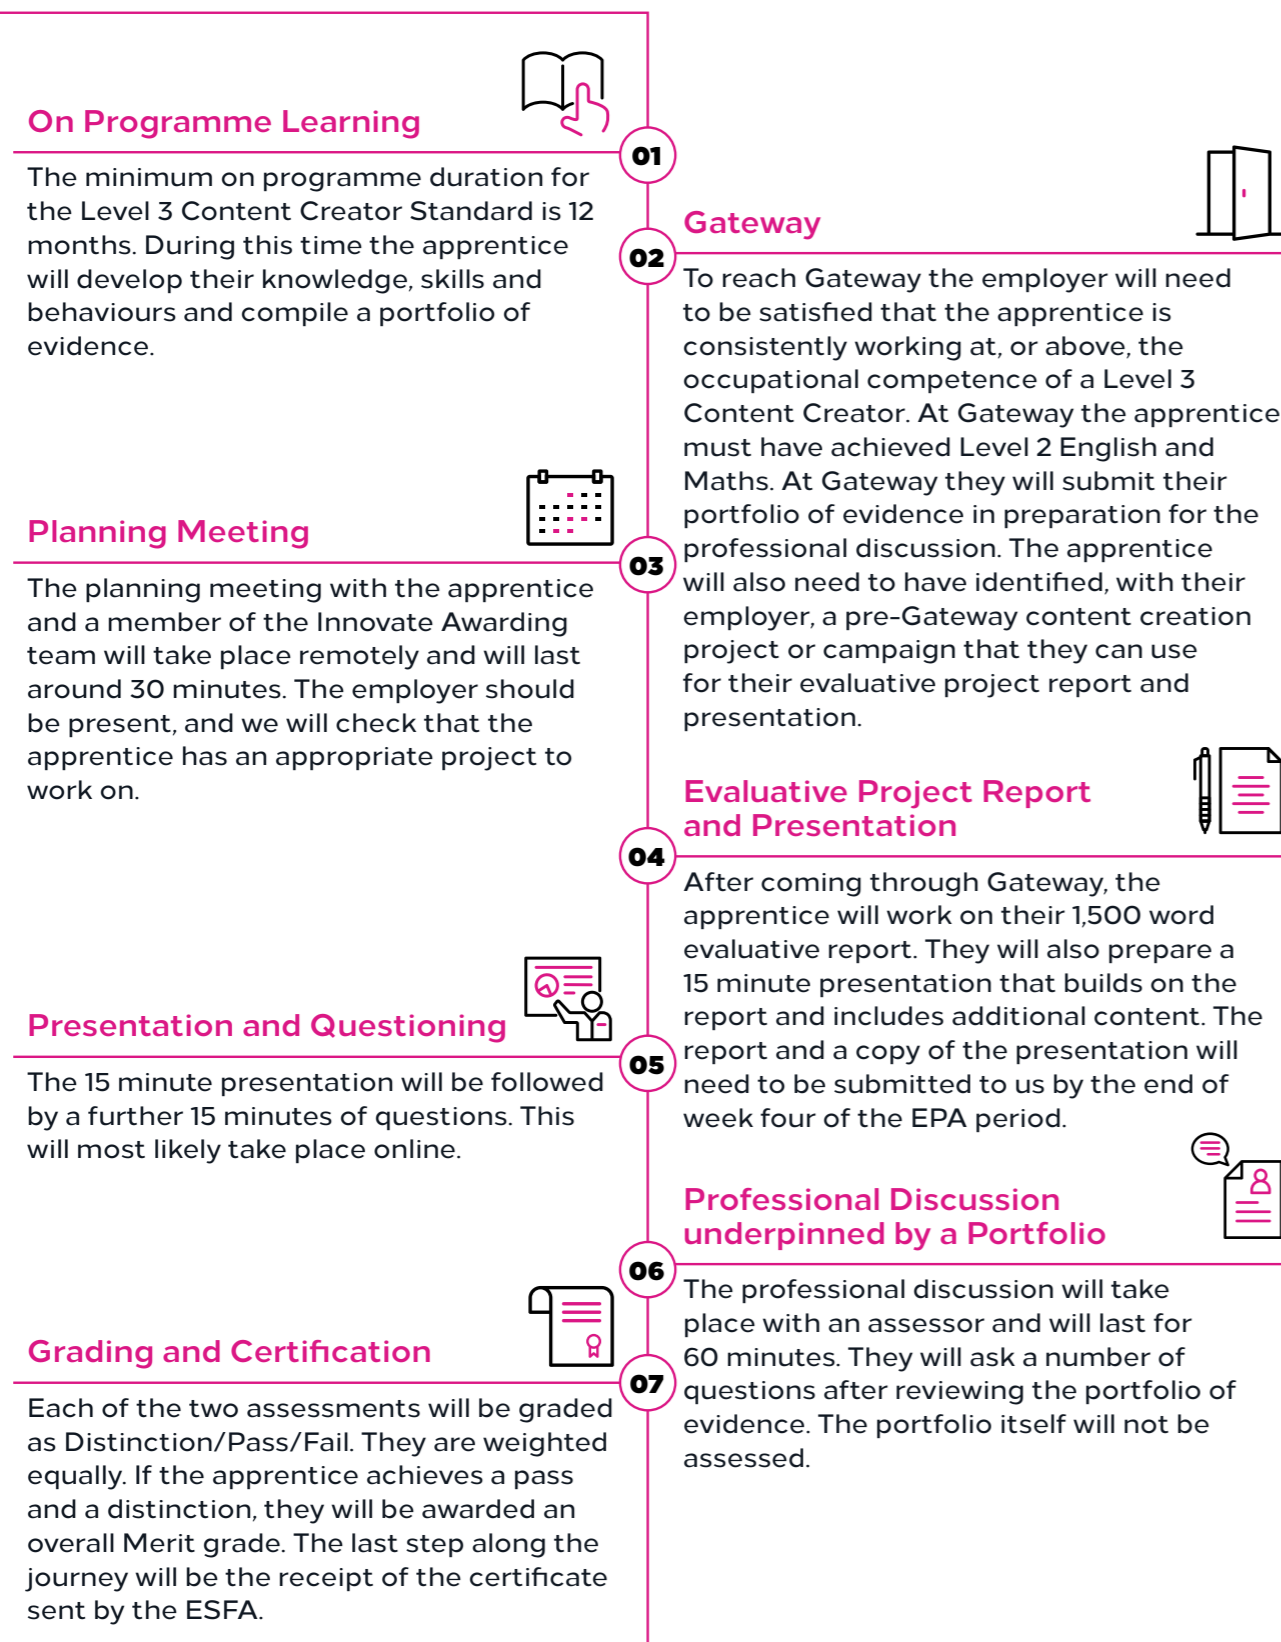 On Programme Learning
01
The minimum on programme duration for
the Level 3 Content Creator Standard is 12
months. During this time the apprentice
will develop their knowledge, skills and
behaviours and compile a portfolio of
evidence.
Gateway
02
To reach Gateway the employer will need
to be satisfied that the apprentice is
consistently working at, or above, the
occupational competence of a Level 3
Content Creator. At Gateway the apprentice
must have achieved Level 2 English and
Maths. At Gateway they will submit their
portfolio of evidence in preparation for the
professional discussion. The apprentice
will also need to have identified, with their
employer, a pre-Gateway content creation
project or campaign that they can use
for their evaluative project report and
presentation.
Planning Meeting
03
The planning meeting with the apprentice
and a member of the Innovate Awarding
team will take place remotely and will last
around 30 minutes. The employer should
be present, and we will check that the
apprentice has an appropriate project to
work on.
Evaluative Project Report
and Presentation
04
After coming through Gateway, the
apprentice will work on their 1,500 word
evaluative report. They will also prepare a
15 minute presentation that builds on the
report and includes additional content. The
report and a copy of the presentation will
need to be submitted to us by the end of
week four of the EPA period.
Presentation and Questioning
05
The 15 minute presentation will be followed
by a further 15 minutes of questions. This
will most likely take place online.
Professional Discussion
underpinned by a Portfolio
06
The professional discussion will take
place with an assessor and will last for
60 minutes. They will ask a number of
questions after reviewing the portfolio of
evidence. The portfolio itself will not be
assessed.
Grading and Certification
07
Each of the two assessments will be graded
as Distinction/Pass/Fail. They are weighted
equally. If the apprentice achieves a pass
and a distinction, they will be awarded an
overall Merit grade. The last step along the
journey will be the receipt of the certificate
sent by the ESFA.